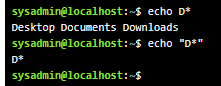 sysadmin@localhost:~$ echo D*
Desktop Documents Downloads
sysadmin@localhost:~$ echo "D*"
D*
sysadmin@localhost:~$